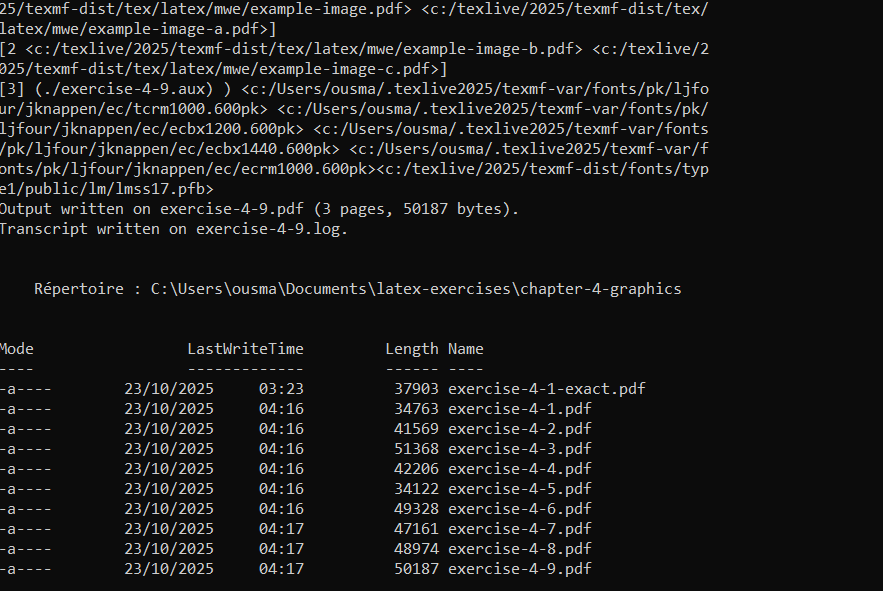 25/texmf-dist/tex/latex/mwe/example-image.pdf> <c:/texlive/2025/texmf-dist/tex/
latex/mwe/example-image-a.pdf>]
[2 <c:/texlive/2025/texmf-dist/tex/latex/mwe/example-image-b.pdf> <c:/texlive/2
025/texmf-dist/tex/latex/mwe/example-image-c.pdf>]
[3] (./exercise-4-9.aux) ) <c:/Users/ousma/.texlive2025/texmf-var/fonts/pk/ljfo
ur/jknappen/ec/tcrm1000.600pk> <c:/Users/ousma/.texlive2025/texmf-var/fonts/pk/
ljfour/jknappen/ec/ecbx1200.600pk> <c:/Users/ousma/.texlive2025/texmf-var/fonts
/pk/ljfour/jknappen/ec/ecbx1440.600pk> <c:/Users/ousma/.texlive2025/texmf-var/f
onts/pk/ljfour/jknappen/ec/ecrm1000.600pk><c:/texlive/2025/texmf-dist/fonts/typ
e1/public/lm/lmss17.pfb>
Output written on exercise-4-9.pdf (3 pages, 50187 bytes).
Transcript written on exercise-4-9.log.
Répertoire : C:\Users\ousma\Documents\latex-exercises\chapter-4-graphics
Mode LastWriteTime Length Name
---- ------------- ------ ----
-a---- 23/10/2025 03:23 37903 exercise-4-1-exact.pdf
-a---- 23/10/2025 04:16 34763 exercise-4-1.pdf
-a---- 23/10/2025 04:16 41569 exercise-4-2.pdf
-a---- 23/10/2025 04:16 51368 exercise-4-3.pdf
-a---- 23/10/2025 04:16 42206 exercise-4-4.pdf
-a---- 23/10/2025 04:16 34122 exercise-4-5.pdf
-a---- 23/10/2025 04:16 49328 exercise-4-6.pdf
-a---- 23/10/2025 04:17 47161 exercise-4-7.pdf
-a---- 23/10/2025 04:17 48974 exercise-4-8.pdf
-a---- 23/10/2025 04:17 50187 exercise-4-9.pdf